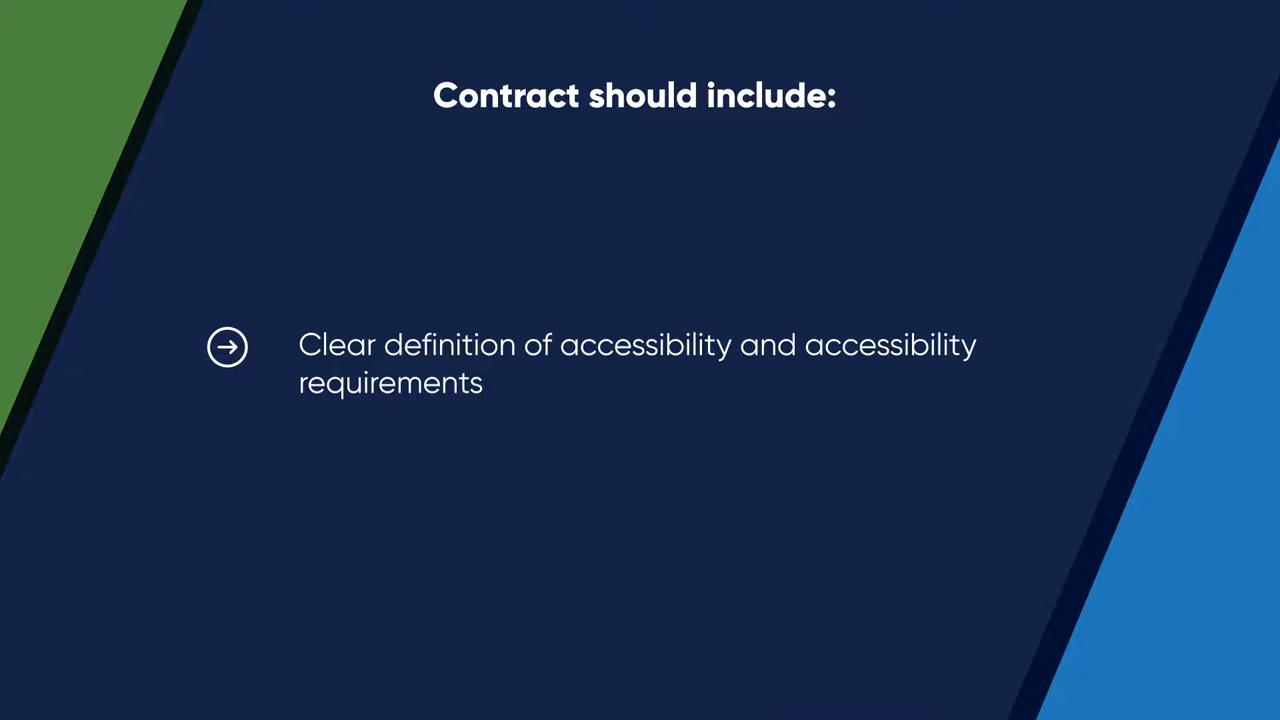 Contract should include:
Clear definition of accessibility and accessibility
requirements